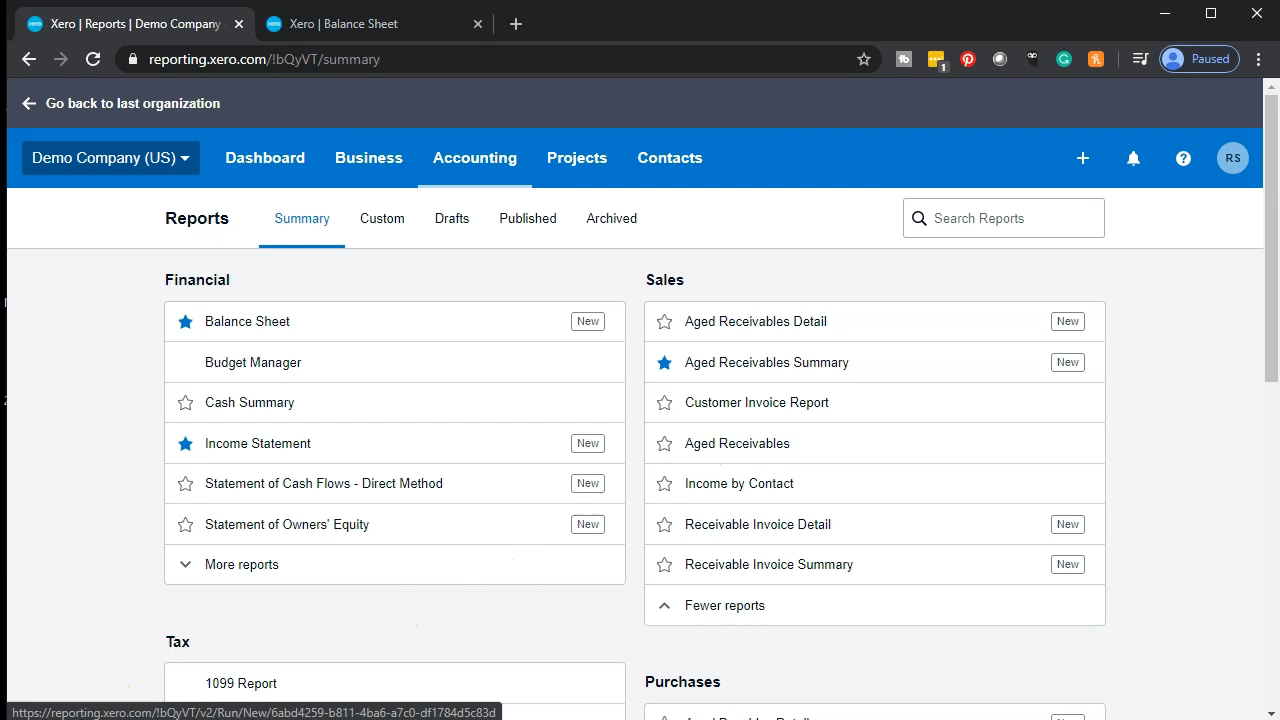 Xero | Reports | Demo Company
Xero | Balance Sheet
reporting.xero.com/!bQyVT/summary
1
Paused
Go back to last organization
Demo Company (US)
Dashboard
Business
Accounting
Projects
Contacts
RS
Reports
Summary
Custom
Drafts
Published
Archived
Search Reports
Financial
Balance Sheet New
Budget Manager
Cash Summary
Income Statement New
Statement of Cash Flows - Direct Method New
Statement of Owners' Equity New
More reports
Sales
Aged Receivables Detail New
Aged Receivables Summary New
Customer Invoice Report
Aged Receivables
Income by Contact
Receivable Invoice Detail New
Receivable Invoice Summary New
Fewer reports
Tax
1099 Report
Purchases
https://reporting.xero.com/!bQyVT/v2/Run/New/6abd4259-b811-4ba6-a7c0-df1784d5c83d